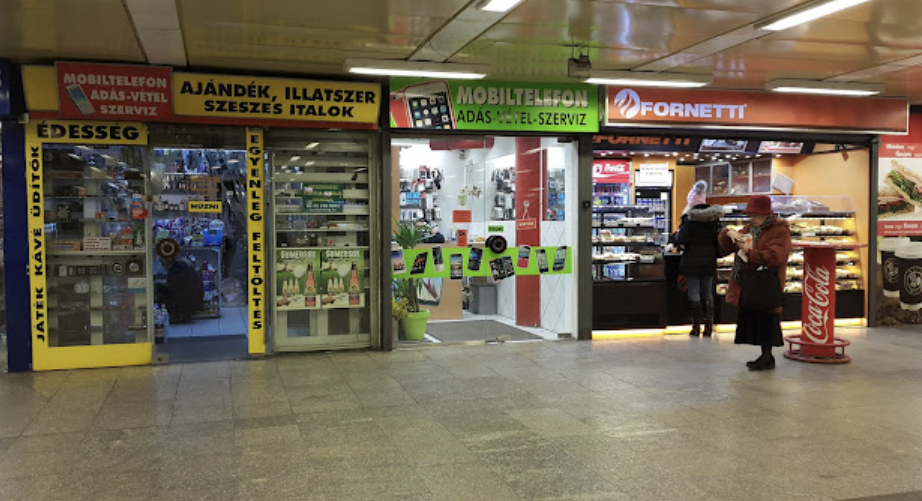 MOBILTELEFON
ADÁS-VÉTEL
SZERVIZ
AJÁNDÉK, ILLATSZER
SZESZES ITALOK
ÉDESSÉG
JÁTÉK KÁVÉ ÜDÍTŐK
EGYENLEG FELTÖLTÉS
HÚZNI
SOMERSBY
SOMERSBY
MOBILTELEFON
ADÁS-VÉTEL-SZERVIZ
FORNETTI
FORNETTI
Coca-Cola
Coca-Cola